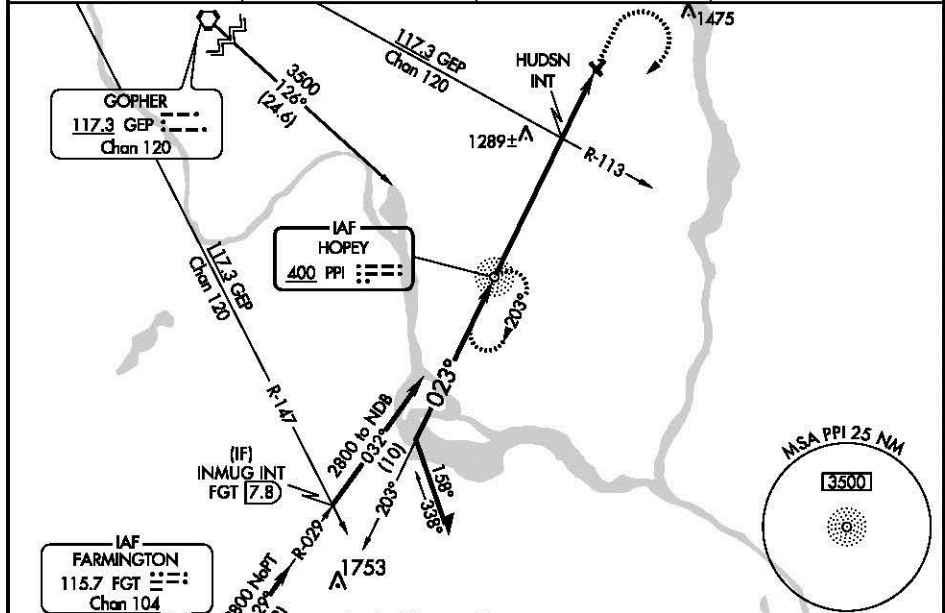 1475
117.3 GEP
Chan 120
HUDSN
INT
3500
126°
(24.6)
GOPHER
117.3 GEP
Chan 120
1289±
R-113
IAF
HOPEY
400 PPI
117.3 GEP
Chan 120
203°
023°
R-147
2800 to NDB
032°
(10)
(IF)
INMUG INT
FGT 7.8
158°
338°
203°
R-029
MSA PPI 25 NM
3500
IAF
FARMINGTON
115.7 FGT
Chan 104
1753
2800 NoPT